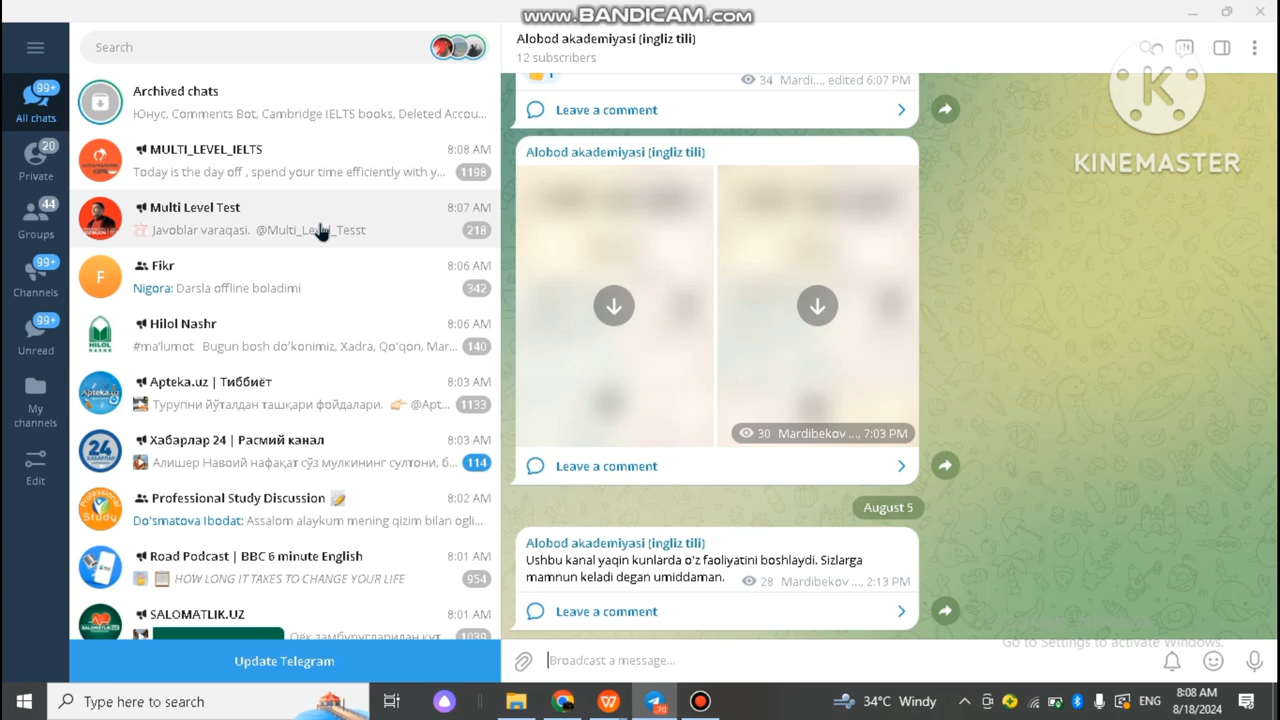 www.BANDICAM.com
Search
99+
All chats
20
Private
44
Groups
99+
Channels
99+
Unread
My
channels
Edit
Archived chats
Юнус, Comments Bot, Cambridge IELTS books, Deleted Accou...
MULTI_LEVEL_IELTS 8:08 AM
Today is the day off , spend your time efficiently with y... 1198
Multi Level Test 8:07 AM
Javoblar varaqasi. @Multi_Level_Tesst 218
F
Fikr 8:06 AM
Nigora: Darsla offline boladimi 342
HILOL
NASHR
Hilol Nashr 8:06 AM
#ma'lumot Bugun bosh do'konimiz, Xadra, Qo'qon, Mar... 140
Apteka.uz
Apteka.uz | Тиббиёт 8:03 AM
Турупни йўталдан ташқари фойдалари. 👉 @Apt... 1133
24
ХАБАРЛАР
Хабарлар 24 | Расмий канал 8:03 AM
Алишер Навоий нафақат сўз мулкининг султони, б... 114
Professional
Study
Professional Study Discussion 📝 8:02 AM
Do'smatova Ibodat: Assalom alaykum mening qizim bilan ogli...
Road Podcast | BBC 6 minute English 8:01 AM
HOW LONG IT TAKES TO CHANGE YOUR LIFE 954
SALOMATLIK.UZ 8:01 AM
1039
Update Telegram
Alobod akademiyasi (ingliz tili)
12 subscribers
1 34 Mardi..., edited 6:07 PM
Leave a comment
Alobod akademiyasi (ingliz tili)
30 Mardibekov ..., 7:03 PM
Leave a comment
August 5
Alobod akademiyasi (ingliz tili)
Ushbu kanal yaqin kunlarda o'z faoliyatini boshlaydi. Sizlarga
mamnun keladi degan umiddaman. 28 Mardibekov ..., 2:13 PM
Leave a comment
Broadcast a message...
K
KINEMASTER
Go to Settings to activate Windows.
Type here to search
70
34°C Windy
ENG
8:08 AM
8/18/2024